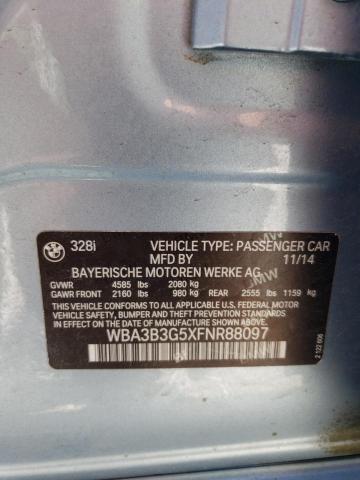 328i
VEHICLE TYPE: PASSENGER CAR
MFD BY 11/14
BAYERISCHE MOTOREN WERKE AG
GVWR 4585 lbs 2080 kg
GAWR FRONT 2160 lbs 980 kg REAR 2555 lbs 1159 kg
THIS VEHICLE CONFORMS TO ALL APPLICABLE U.S. FEDERAL MOTOR
VEHICLE SAFETY, BUMPER AND THEFT PREVENTION STANDARDS IN EFFECT
ON THE DATE OF MANUFACTURE SHOWN ABOVE.
WBA3B3G5XFNR88097